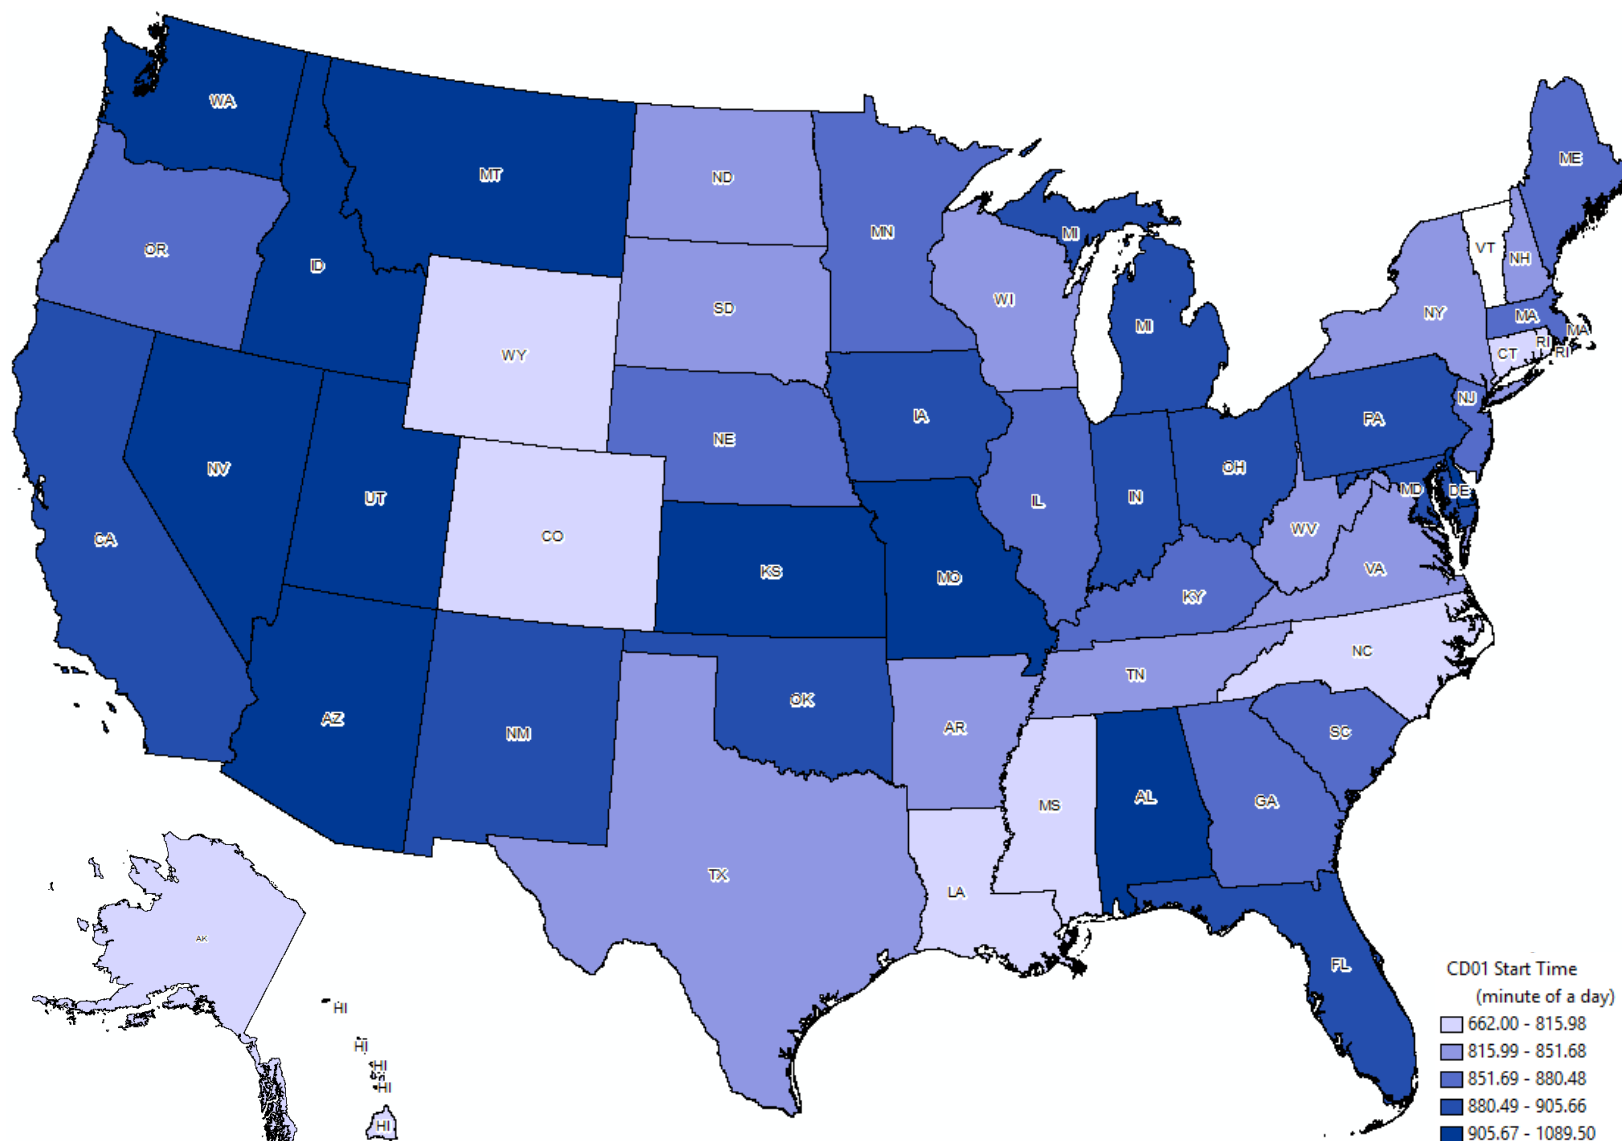 WA
MT
ND
ME
OR
ID
MN
MI
VT
NH
SD
WI
NY
MA
MA
MI
WY
CT
RI
RI
NJ
NE
IA
PA
NV
UT
OH
MD
DE
IL
IN
CA
CO
WV
KS
MO
VA
KY
NC
TN
AZ
OK
NM
AR
SC
MS
AL
GA
TX
LA
AK
FL
HI
HI
HI
HI
HI
CD01 Start Time
(minute of a day)
662.00 - 815.98
815.99 - 851.68
851.69 - 880.48
880.49 - 905.66
905.67 - 1089.50